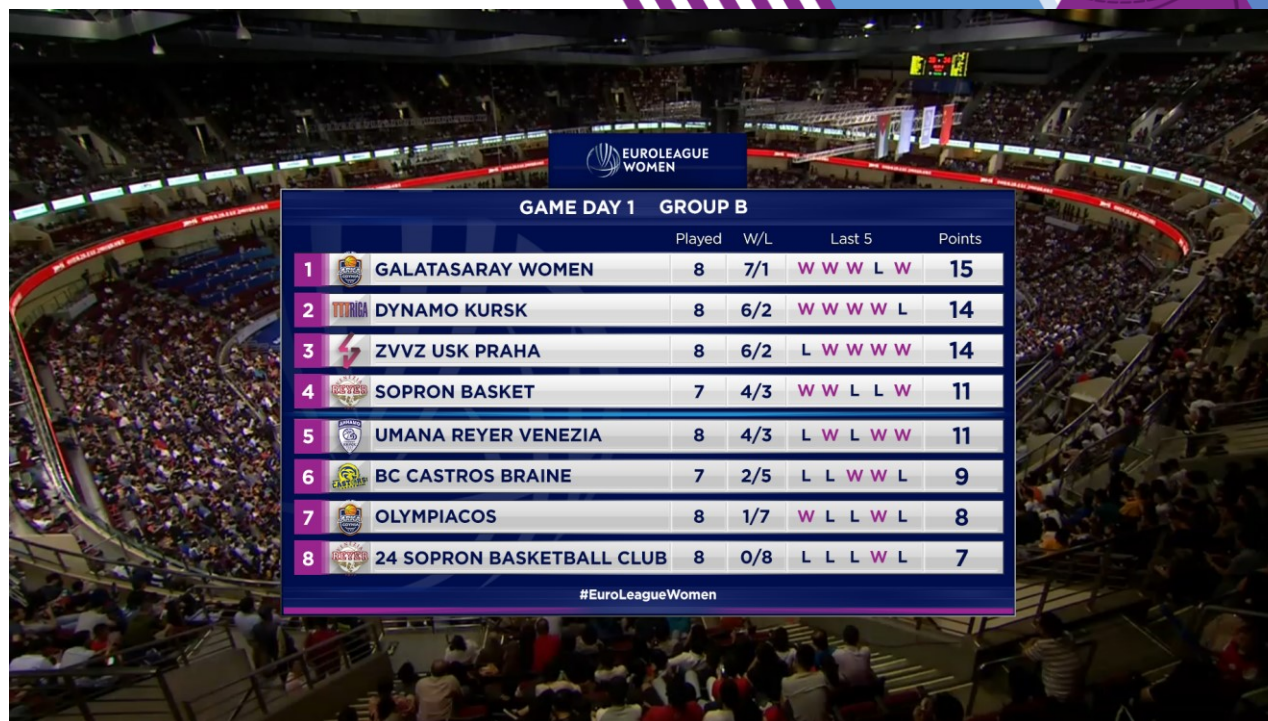 EUROLEAGUE
WOMEN
GAME DAY 1 GROUP B
Played W/L Last 5 Points
1 GALATASARAY WOMEN 8 7/1 W W W L W 15
2 TTTRIGA DYNAMO KURSK 8 6/2 W W W W L 14
3 ZVVZ USK PRAHA 8 6/2 L W W W W 14
4 REYER SOPRON BASKET 7 4/3 W W L L W 11
5 UMANA REYER VENEZIA 8 4/3 L W L W W 11
6 BC CASTROS BRAINE 7 2/5 L L W W L 9
7 OLYMPIACOS 8 1/7 W L L W L 8
8 REYER 24 SOPRON BASKETBALL CLUB 8 0/8 L L L W L 7
#EuroLeagueWomen